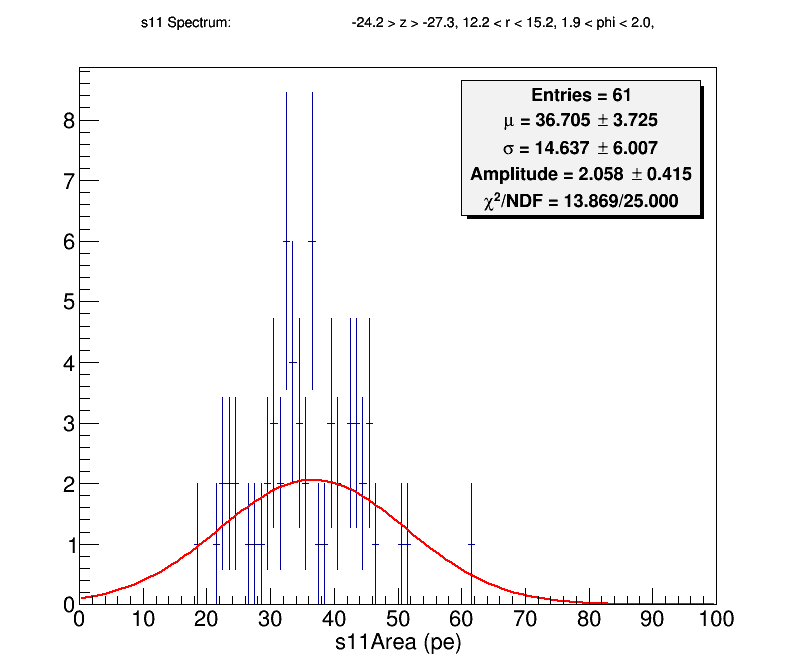 s11 Spectrum: -24.2 > z > -27.3, 12.2 < r < 15.2, 1.9 < phi < 2.0,
Entries = 61
μ = 36.705 ± 3.725
σ = 14.637 ± 6.007
Amplitude = 2.058 ± 0.415
χ²/NDF = 13.869/25.000
8
7
6
5
4
3
2
1
0
0 10 20 30 40 50 60 70 80 90 100
s11Area (pe)